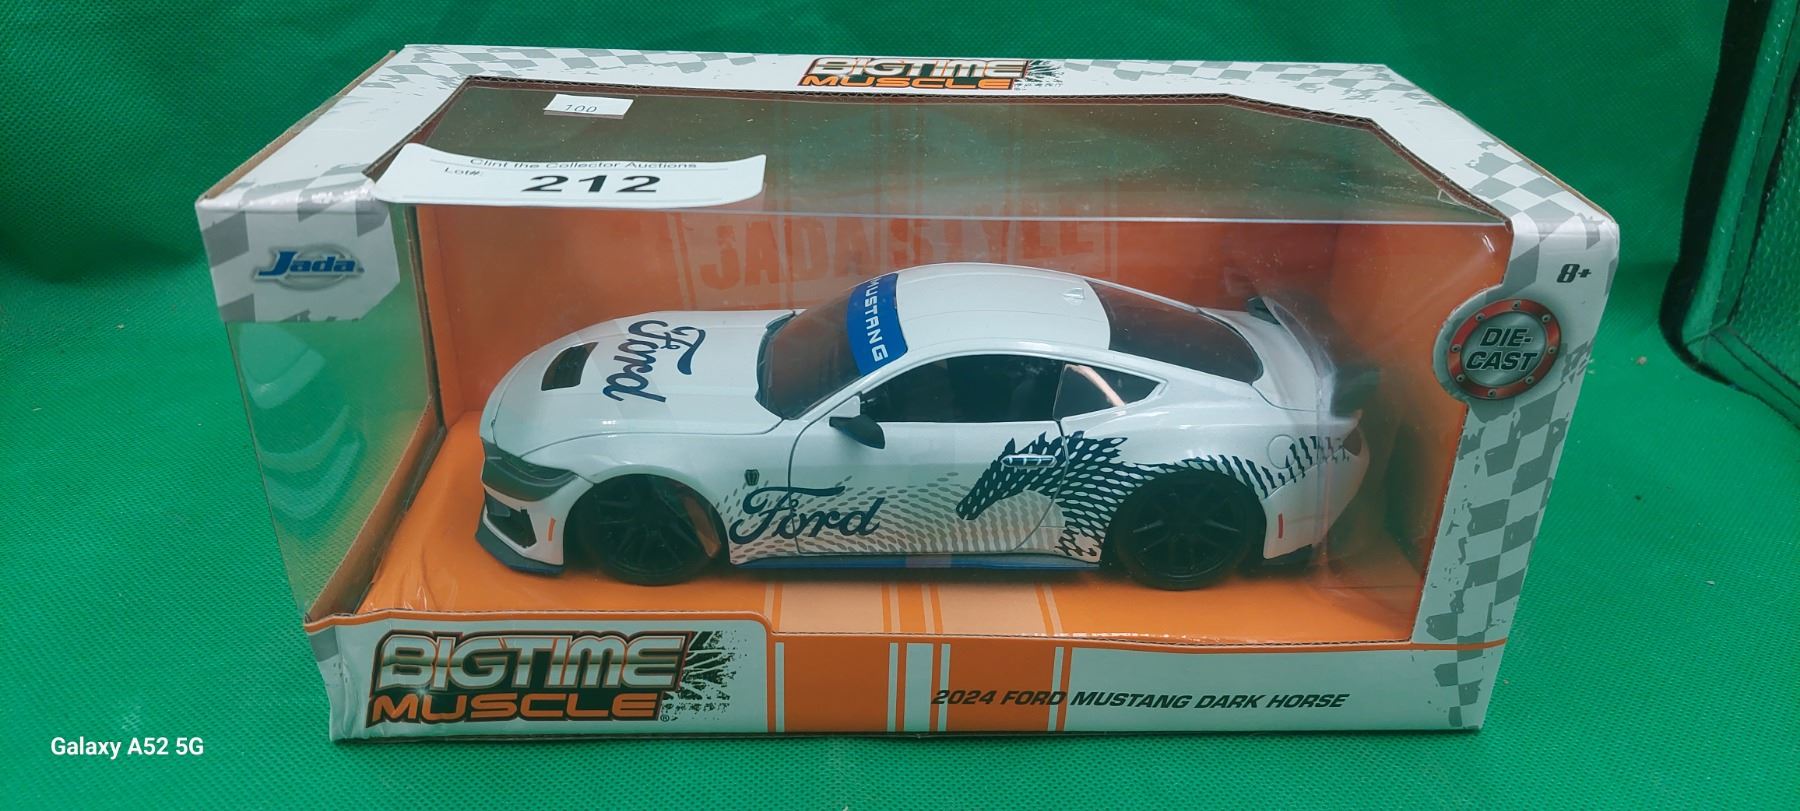 BIGTIME
MUSCLE
100
Clint the Collector Auctions
Lot#:
212
Jada
JADA STYLE
8+
DIE-
CAST
MUSTANG
Ford
Ford
BIGTIME
MUSCLE®
2024 FORD MUSTANG DARK HORSE
Galaxy A52 5G